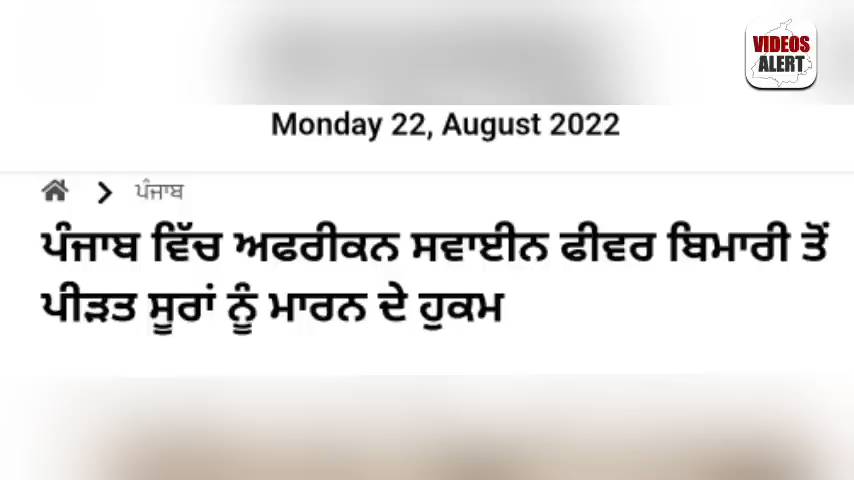 VIDEOS
ALERT
Monday 22, August 2022
ਪੰਜਾਬ
ਪੰਜਾਬ ਵਿੱਚ ਅਫਰੀਕਨ ਸਵਾਈਨ ਫੀਵਰ ਬਿਮਾਰੀ ਤੋਂ
ਪੀੜਤ ਸੂਰਾਂ ਨੂੰ ਮਾਰਨ ਦੇ ਹੁਕਮ